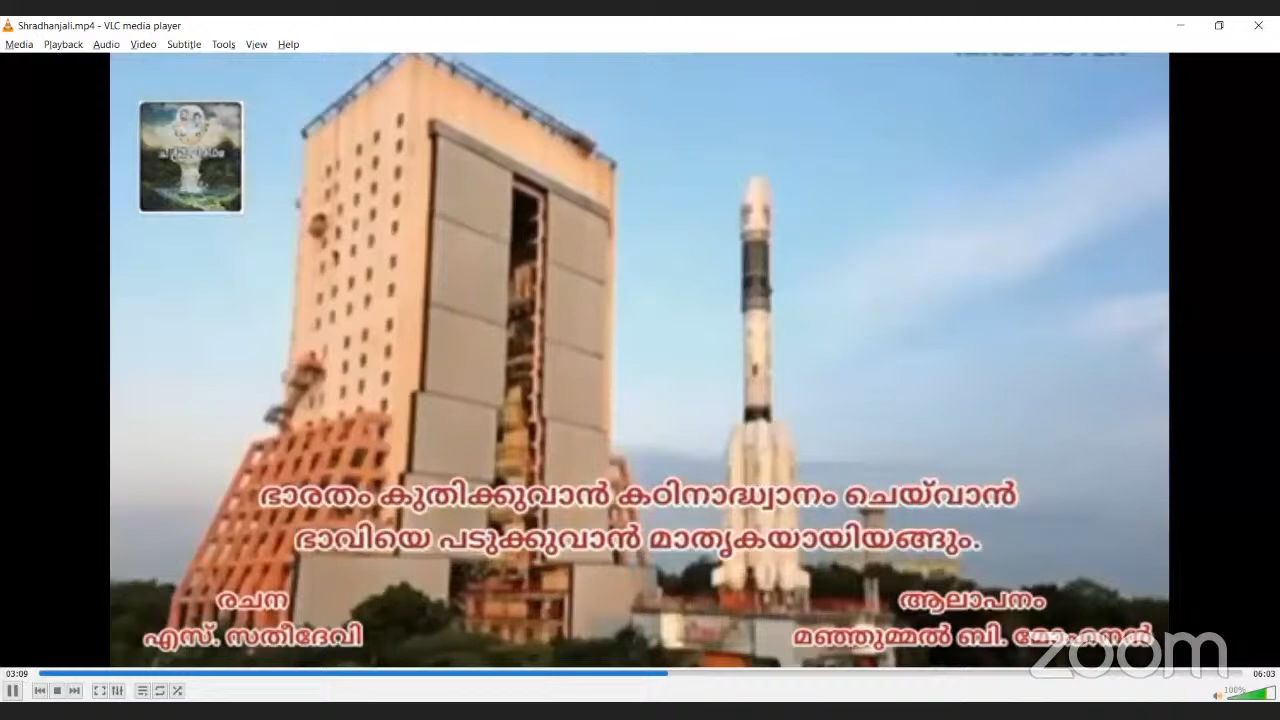 Shradhanjali.mp4 - VLC media player
Media Playback Audio Video Subtitle Tools View Help
ഭാരതം കുതിക്കുവാൻ കഠിനാദ്ധ്വാനം ചെയ്‌വാൻ
ഭാവിയെ പടുക്കുവാൻ മാതൃകയായിയങ്ങും.
രചന
എസ്. സതീദേവി
ആലാപനം
മഞ്ഞുമ്മൽ ബി. മോഹനൻ
zoom
03:09
06:03
100%